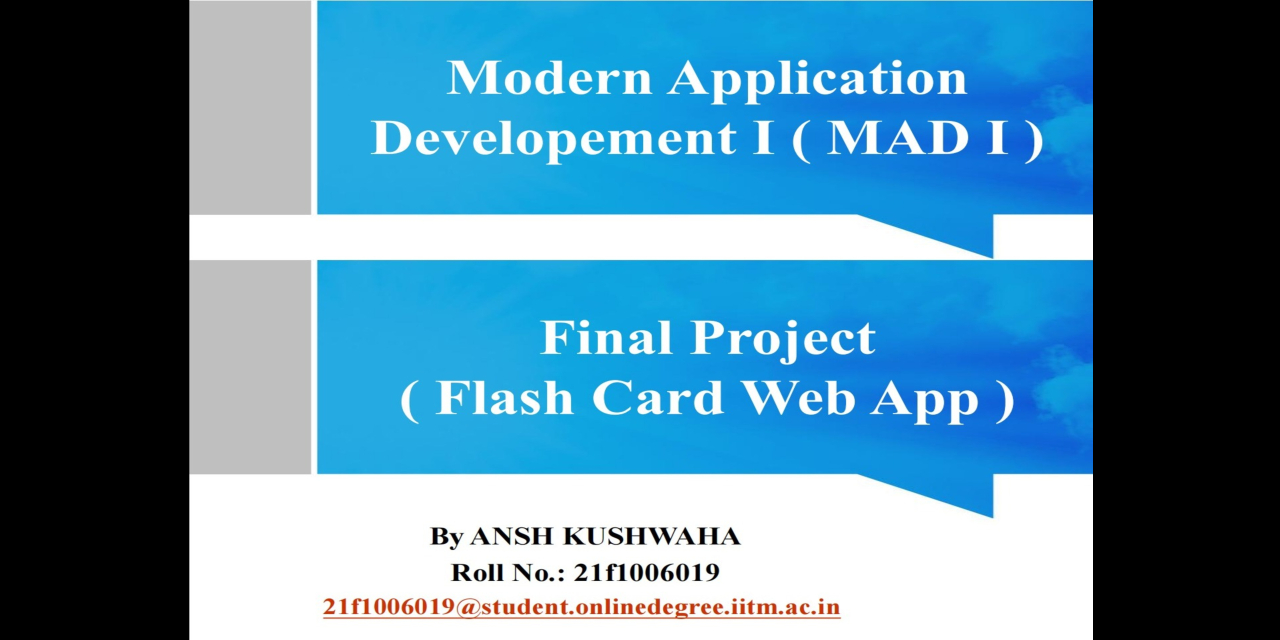 Modern Application
Developement I ( MAD I )
Final Project
( Flash Card Web App )
By ANSH KUSHWAHA
Roll No.: 21f1006019
21f1006019@student.onlinedegree.iitm.ac.in